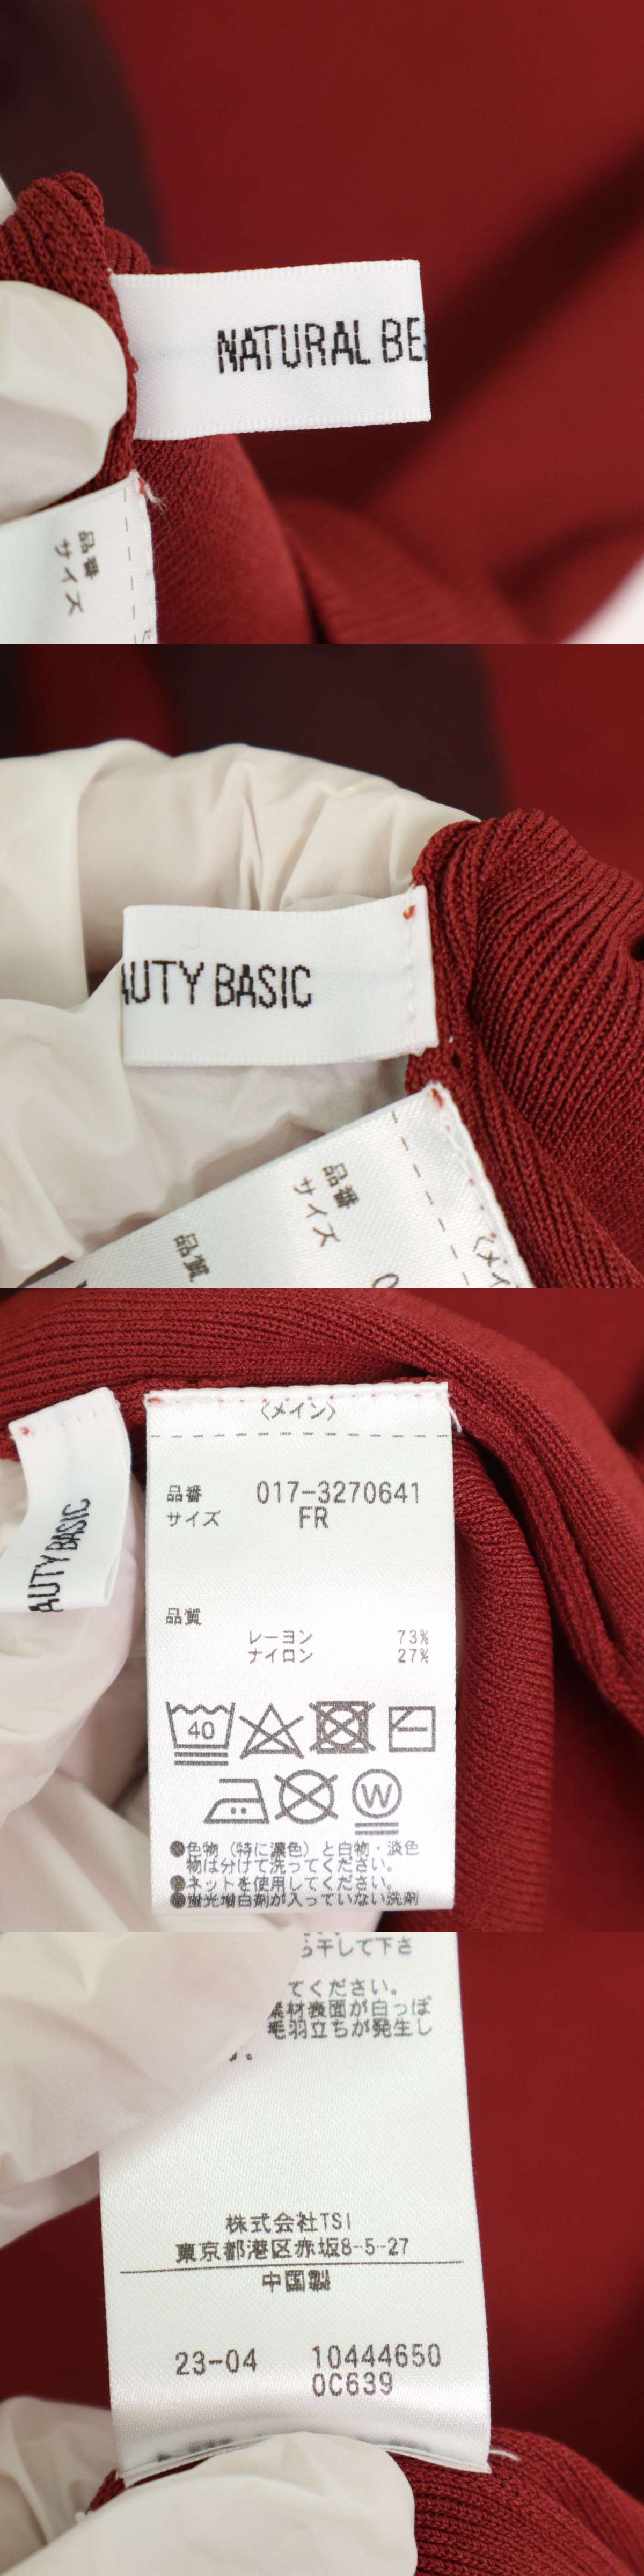 NATURAL BE
品番
サイズ
AUTY BASIC
品番
サイズ
品質
〈メイ
〈メイン〉
AUTY BASIC
品番 017-3270641
サイズ FR
品質
レーヨン 73%
ナイロン 27%
40
W
●色物（特に濃色）と白物・淡色
物は分けて洗ってください。
●ネットを使用してください。
●蛍光増白剤が入っていない洗剤
ら干して下さ
てください。
素材表面が白っぽ
毛羽立ちが発生し
株式会社TSI
東京都港区赤坂8-5-27
中国製
23-04 10444650
0C639